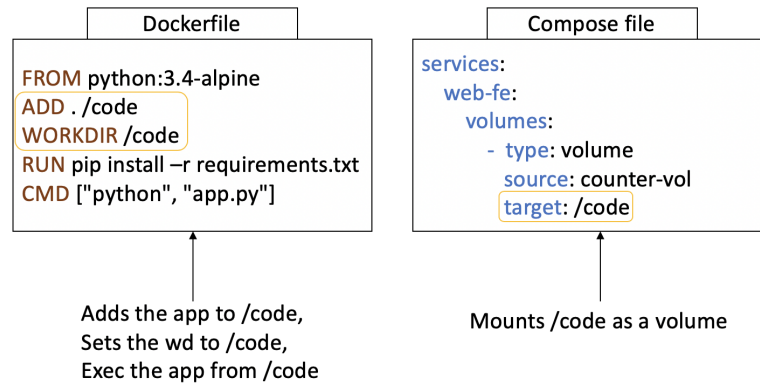 Dockerfile
FROM python:3.4-alpine
ADD . /code
WORKDIR /code
RUN pip install –r requirements.txt
CMD ["python", "app.py"]
Adds the app to /code,
Sets the wd to /code,
Exec the app from /code
Compose file
services:
web-fe:
volumes:
- type: volume
source: counter-vol
target: /code
Mounts /code as a volume